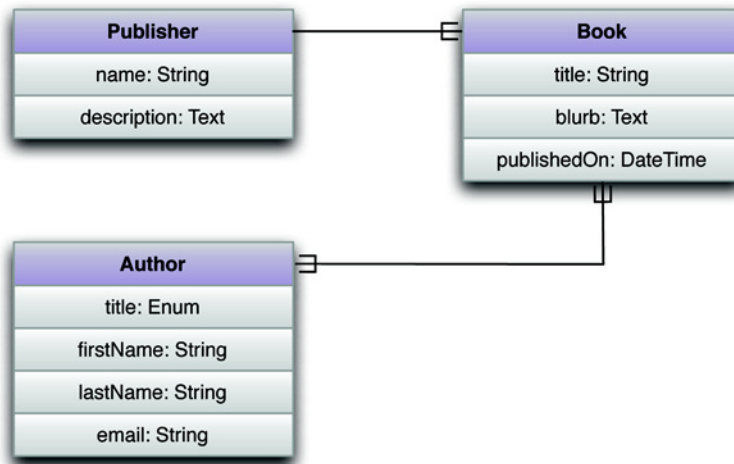 Publisher
name: String
description: Text
Book
title: String
blurb: Text
publishedOn: DateTime
Author
title: Enum
firstName: String
lastName: String
email: String